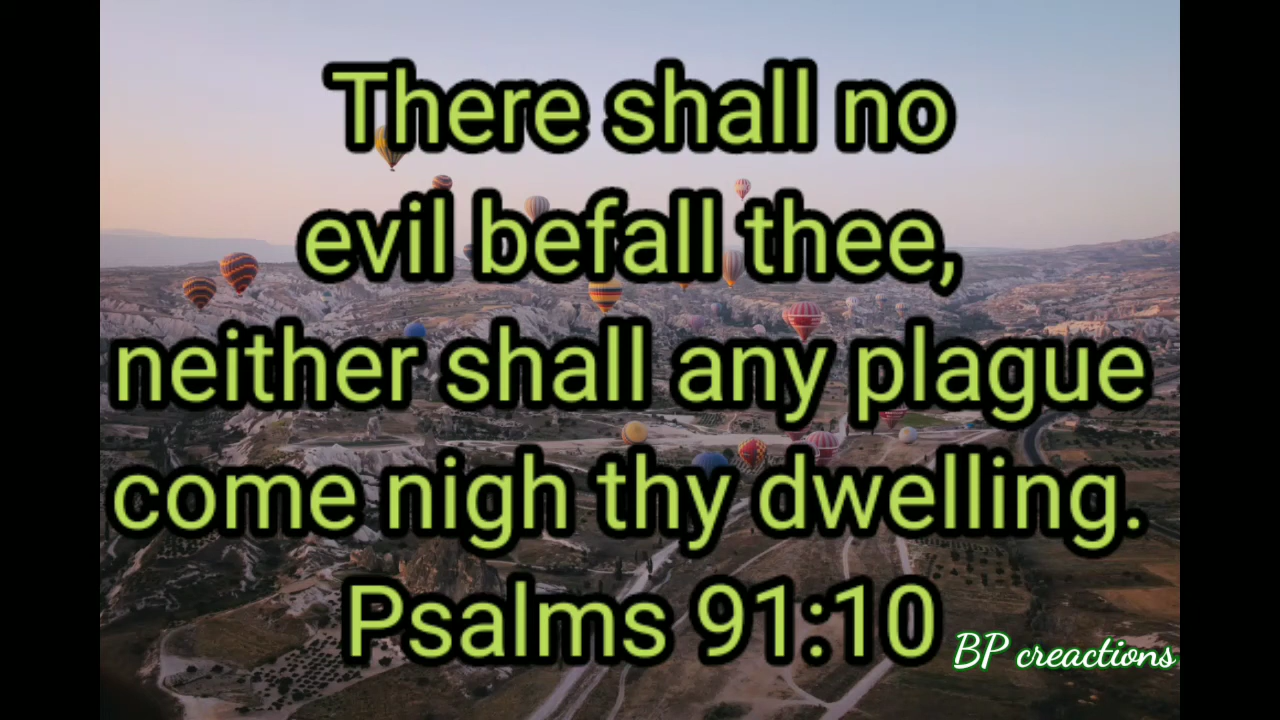 There shall no
evil befall thee,
neither shall any plague
come nigh thy dwelling.
Psalms 91:10
BP creactions